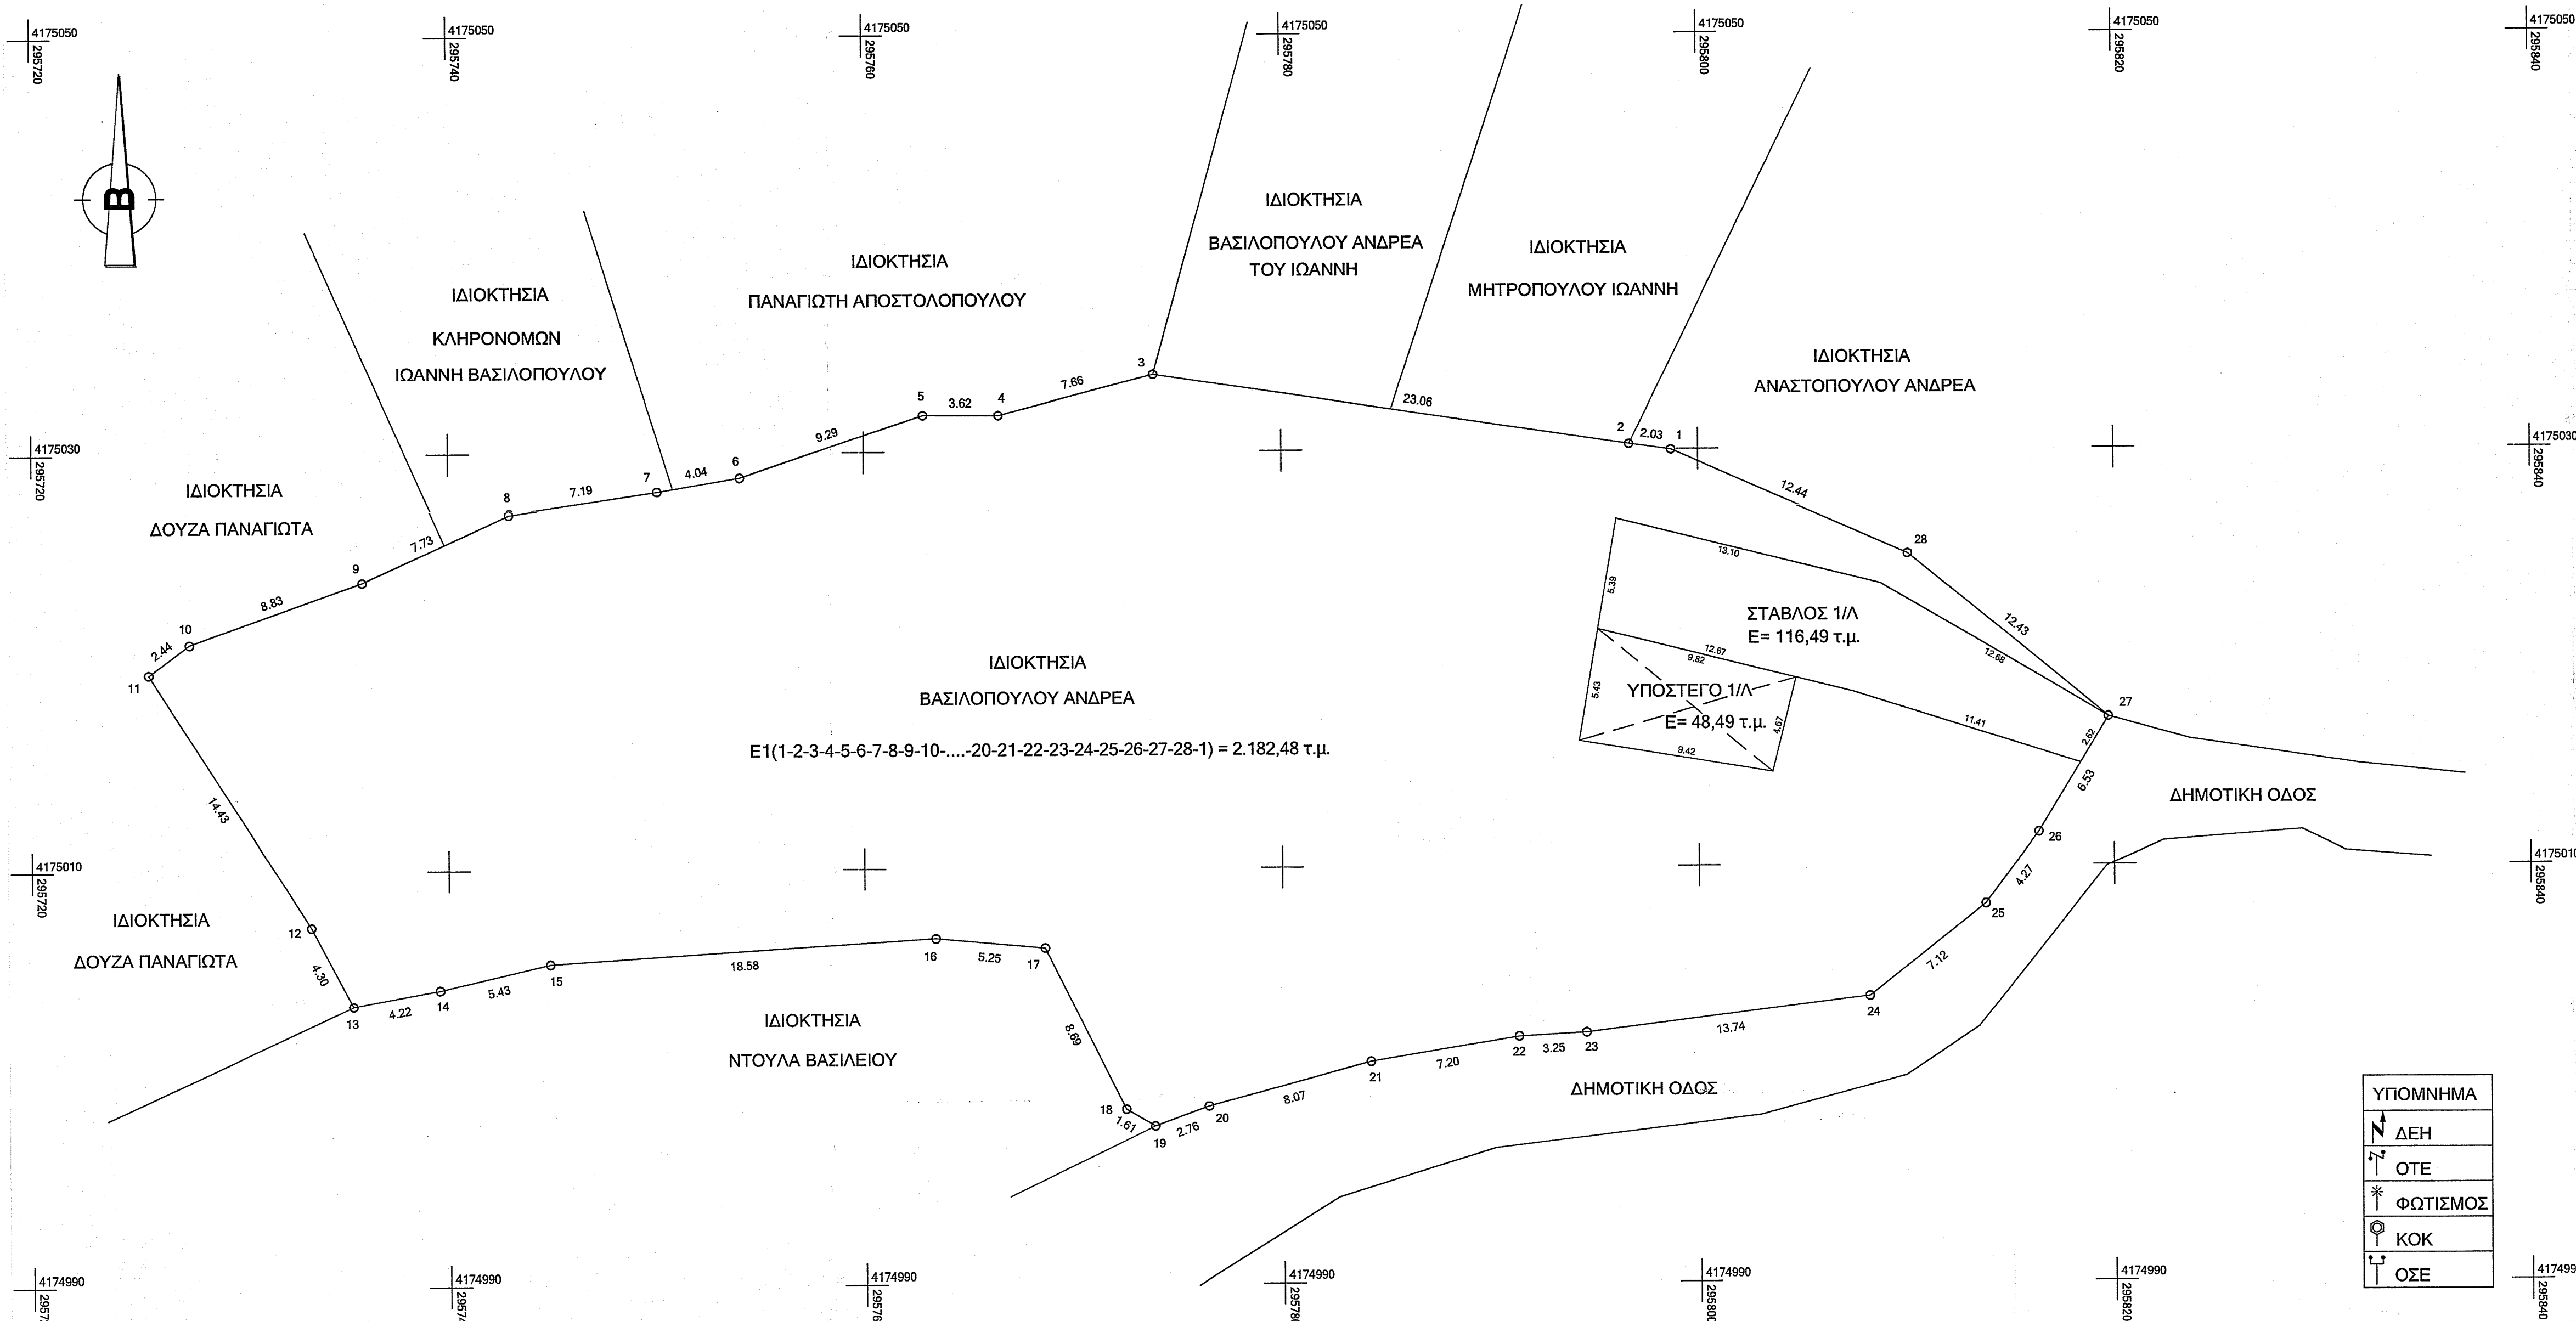 4175050
295720
4175050
295740
4175050
295760
4175050
295780
4175050
295800
4175050
295820
4175050
295840
Β
ΙΔΙΟΚΤΗΣΙΑ
ΚΛΗΡΟΝΟΜΩΝ
ΙΩΑΝΝΗ ΒΑΣΙΛΟΠΟΥΛΟΥ
ΙΔΙΟΚΤΗΣΙΑ
ΠΑΝΑΓΙΩΤΗ ΑΠΟΣΤΟΛΟΠΟΥΛΟΥ
ΙΔΙΟΚΤΗΣΙΑ
ΒΑΣΙΛΟΠΟΥΛΟΥ ΑΝΔΡΕΑ
ΤΟΥ ΙΩΑΝΝΗ
ΙΔΙΟΚΤΗΣΙΑ
ΜΗΤΡΟΠΟΥΛΟΥ ΙΩΑΝΝΗ
ΙΔΙΟΚΤΗΣΙΑ
ΑΝΑΣΤΟΠΟΥΛΟΥ ΑΝΔΡΕΑ
4175030
295720
4175030
295840
ΙΔΙΟΚΤΗΣΙΑ
ΔΟΥΖΑ ΠΑΝΑΓΙΩΤΑ
11
2.44
10
8.83
9
7.73
8
7.19
7
4.04
6
9.29
5
3.62
4
7.66
3
23.06
2
2.03
1
12.44
28
12.43
27
13.10
5.39
ΣΤΑΒΛΟΣ 1/Λ
Ε= 116,49 τ.μ.
12.68
12.67
9.82
5.43
ΥΠΟΣΤΕΓΟ 1/Λ
Ε= 48,49 τ.μ.
4.67
9.42
11.41
2.62
6.53
ΙΔΙΟΚΤΗΣΙΑ
ΒΑΣΙΛΟΠΟΥΛΟΥ ΑΝΔΡΕΑ
Ε1(1-2-3-4-5-6-7-8-9-10-....-20-21-22-23-24-25-26-27-28-1) = 2.182,48 τ.μ.
ΔΗΜΟΤΙΚΗ ΟΔΟΣ
14.43
4175010
295720
4175010
295840
ΙΔΙΟΚΤΗΣΙΑ
ΔΟΥΖΑ ΠΑΝΑΓΙΩΤΑ
12
4.30
13
4.22
14
5.43
15
18.58
16
5.25
17
8.69
18
1.61
19
2.76
20
8.07
21
7.20
22
3.25
23
13.74
24
7.12
25
4.27
26
ΙΔΙΟΚΤΗΣΙΑ
ΝΤΟΥΛΑ ΒΑΣΙΛΕΙΟΥ
ΔΗΜΟΤΙΚΗ ΟΔΟΣ
ΥΠΟΜΝΗΜΑ
ΔΕΗ
ΟΤΕ
ΦΩΤΙΣΜΟΣ
ΚΟΚ
ΟΣΕ
4174990
4174990
4174990
4174990
4174990
295800
4174990
295820
295840